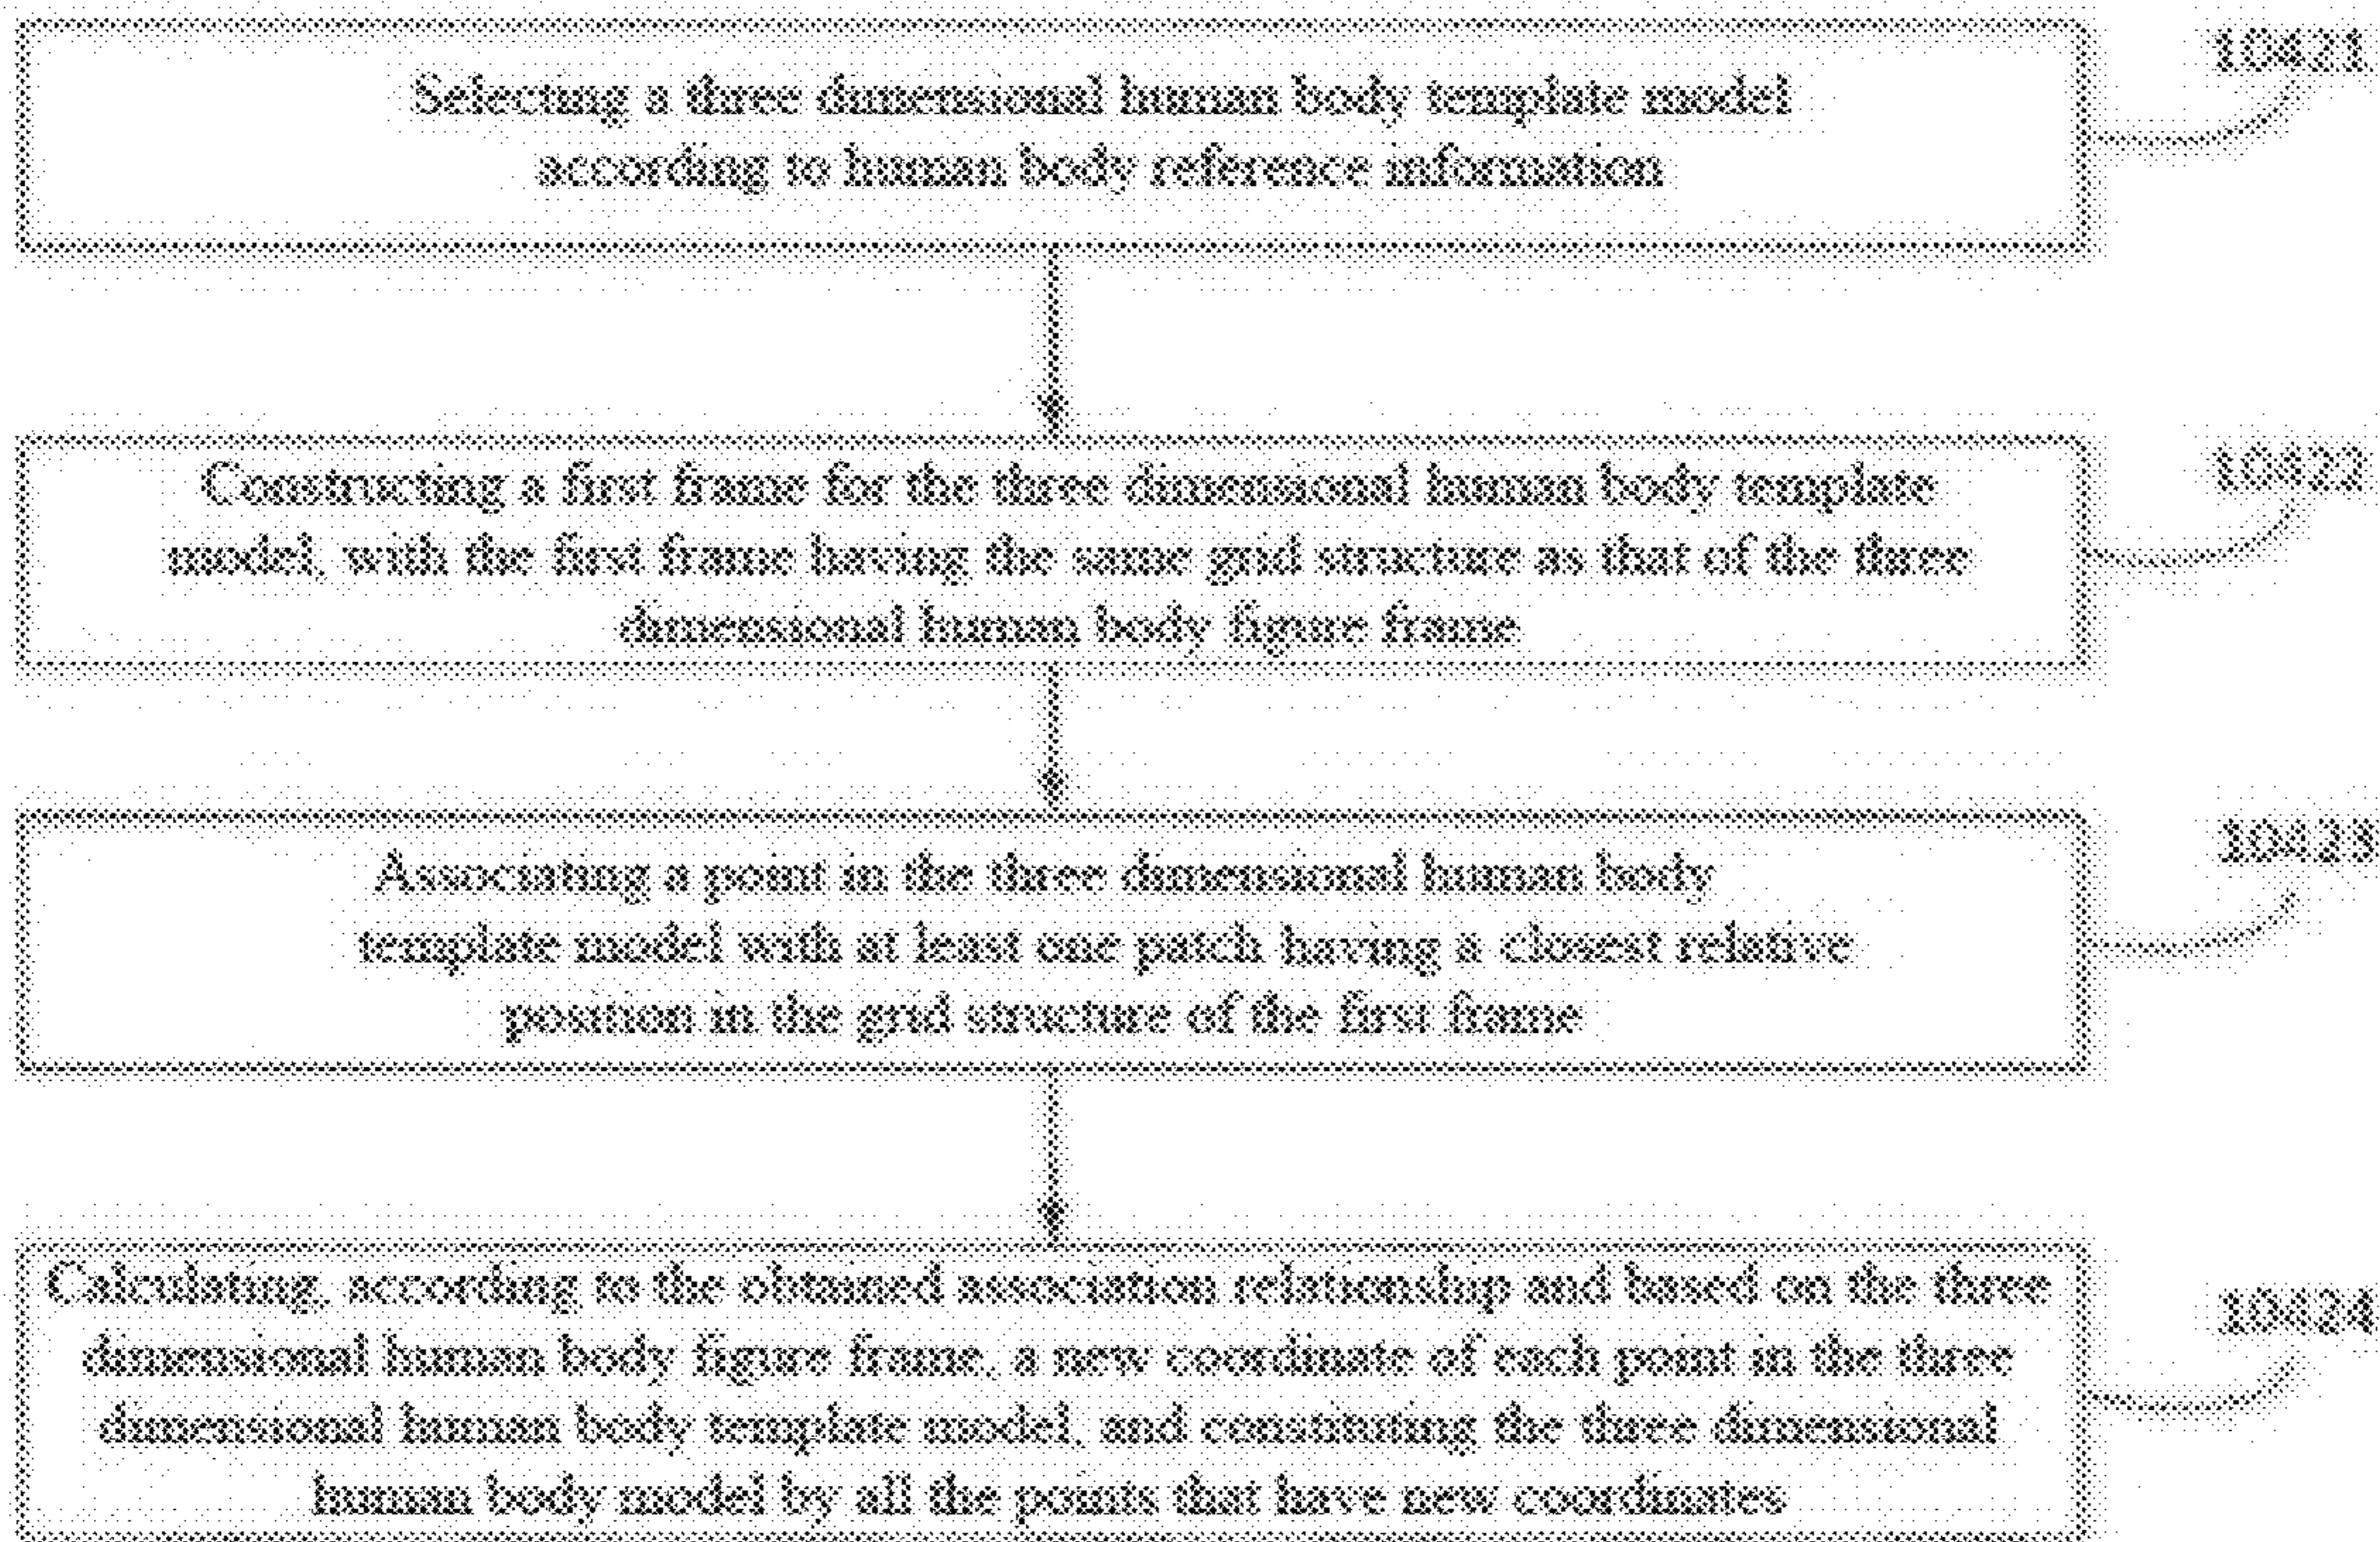 Selecting a three dimensional human body template model
according to human body reference information
10421
Constructing a first frame for the three dimensional human body template
model, with the first frame having the same grid structure as that of the three
dimensional human body figure frame
10422
Associating a point in the three dimensional human body
template model with at least one patch having a closest relative
position in the grid structure of the first frame
10423
Calculating, according to the obtained association relationship and based on the three
dimensional human body figure frame, a new coordinate of each point in the three
dimensional human body template model, and constituting the three dimensional
human body model by all the points that have new coordinates
10424